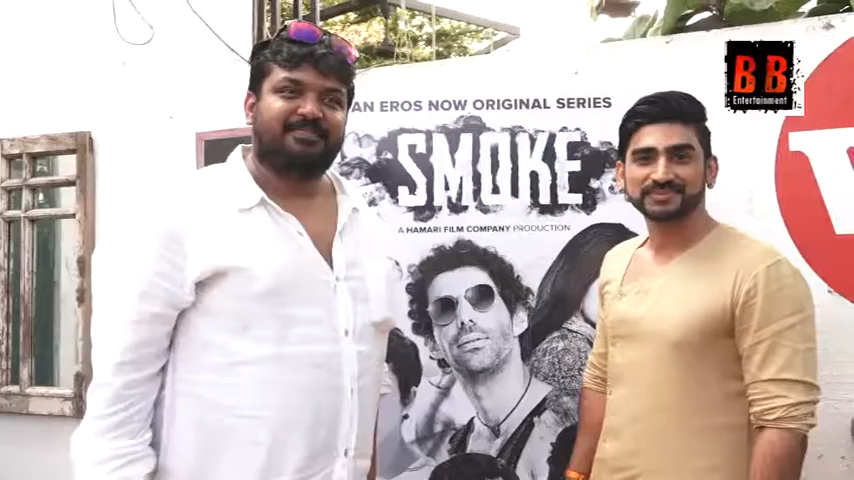 BB
Entertainment
AN EROS NOW ORIGINAL SERIES
SMOKE
A HAMARI FILM COMPANY PRODUCTION